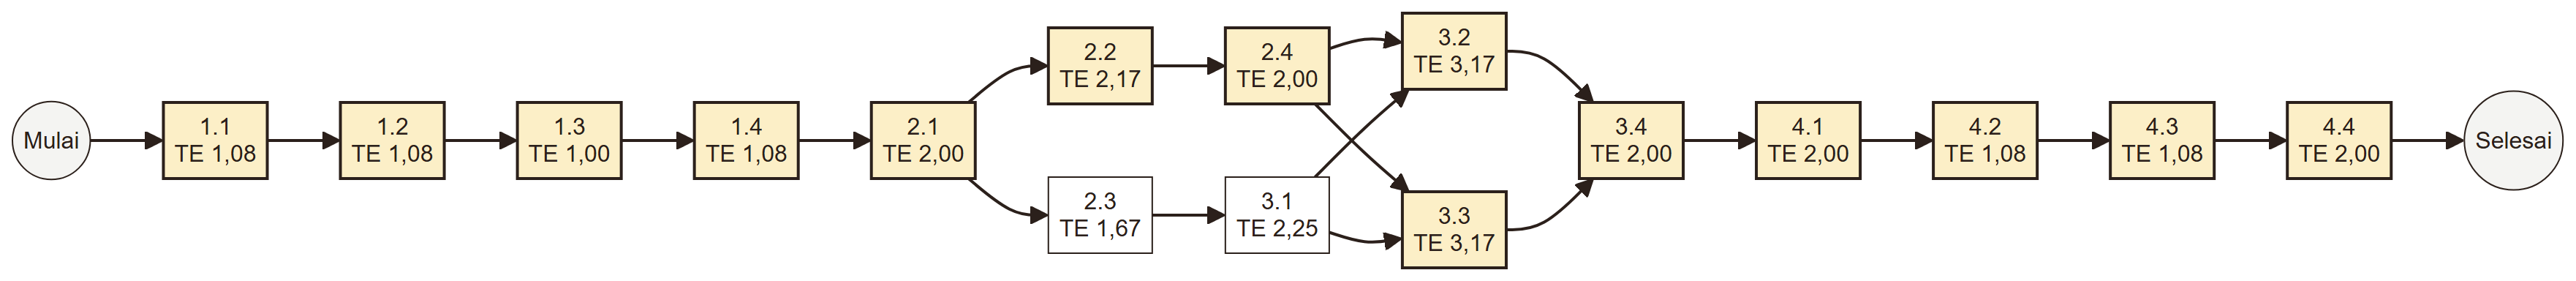 Mulai
1.1
TE 1,08
1.2
TE 1,08
1.3
TE 1,00
1.4
TE 1,08
2.1
TE 2,00
2.2
TE 2,17
2.3
TE 1,67
2.4
TE 2,00
3.1
TE 2,25
3.2
TE 3,17
3.3
TE 3,17
3.4
TE 2,00
4.1
TE 2,00
4.2
TE 1,08
4.3
TE 1,08
4.4
TE 2,00
Selesai